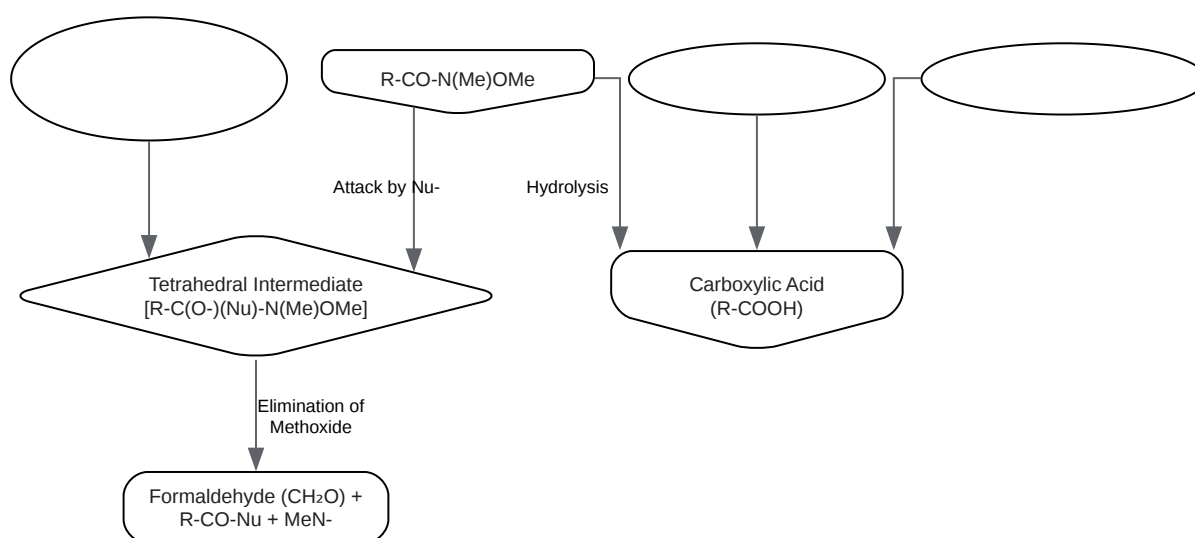 R-CO-N(Me)OMe
Attack by Nu-
Hydrolysis
Tetrahedral Intermediate
[R-C(O-)(Nu)-N(Me)OMe]
Carboxylic Acid
(R-COOH)
Elimination of
Methoxide
Formaldehyde (CH₂O) +
R-CO-Nu + MeN-